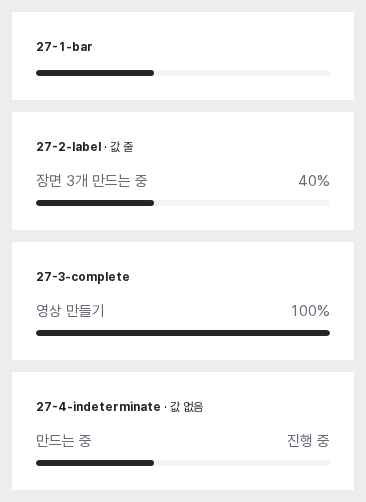 27-1-bar
27-2-label · 값 줄
장면 3개 만드는 중 40%
27-3-complete
영상 만들기 100%
27-4-indeterminate · 값 없음
만드는 중 진행 중